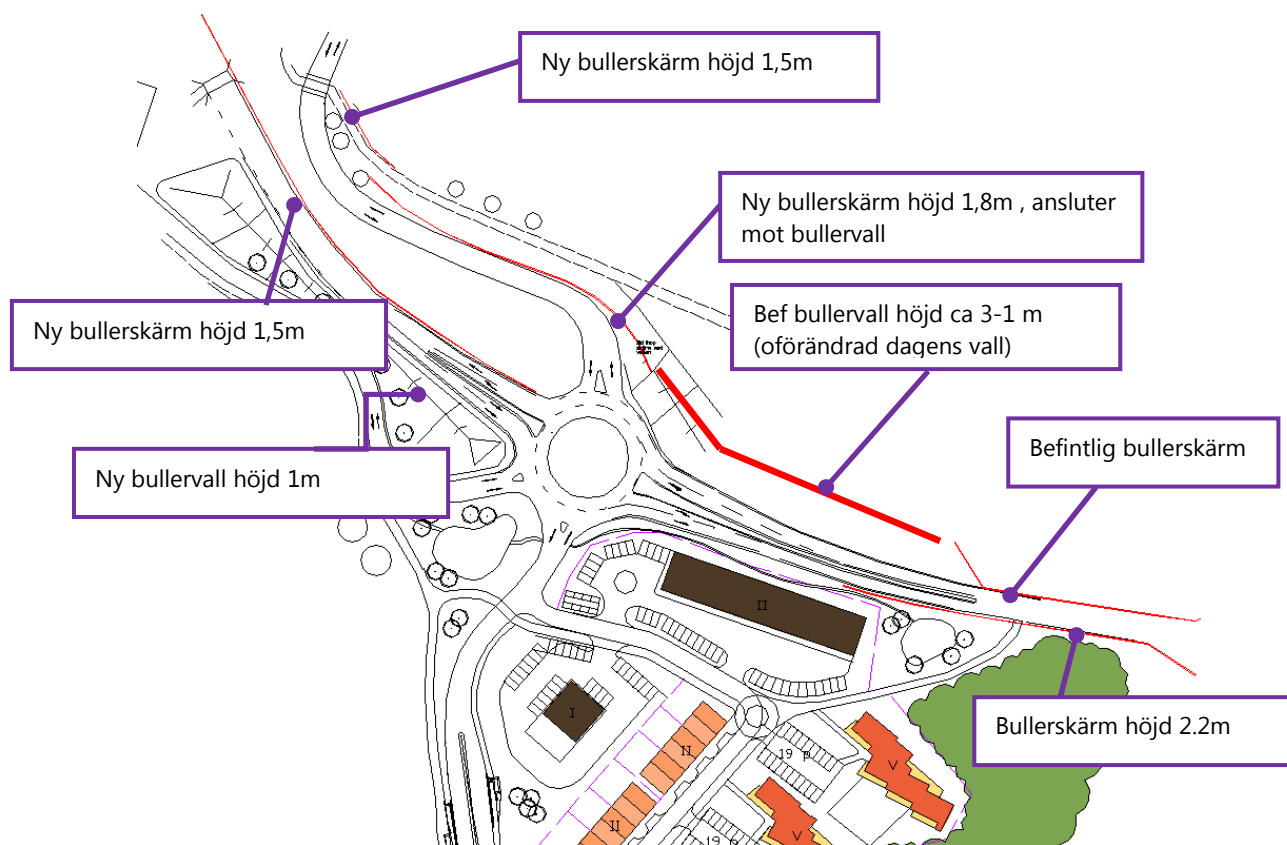 Ny bullerskärm höjd 1,5m
Ny bullerskärm höjd 1,8m , ansluter
mot bullervall
Bef bullervall höjd ca 3-1 m
(oförändrad dagens vall)
Ny bullerskärm höjd 1,5m
Befintlig bullerskärm
Ny bullervall höjd 1m
Bullerskärm höjd 2.2m
II
I
II
19 p
V
II
V
19 p